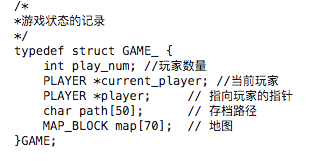 /*
*游戏状态的记录
*/
typedef struct GAME_ {
int play_num; //玩家数量
PLAYER *current_player; //当前玩家
PLAYER *player; // 指向玩家的指针
char path[50]; // 存档路径
MAP_BLOCK map[70]; // 地图
}GAME;